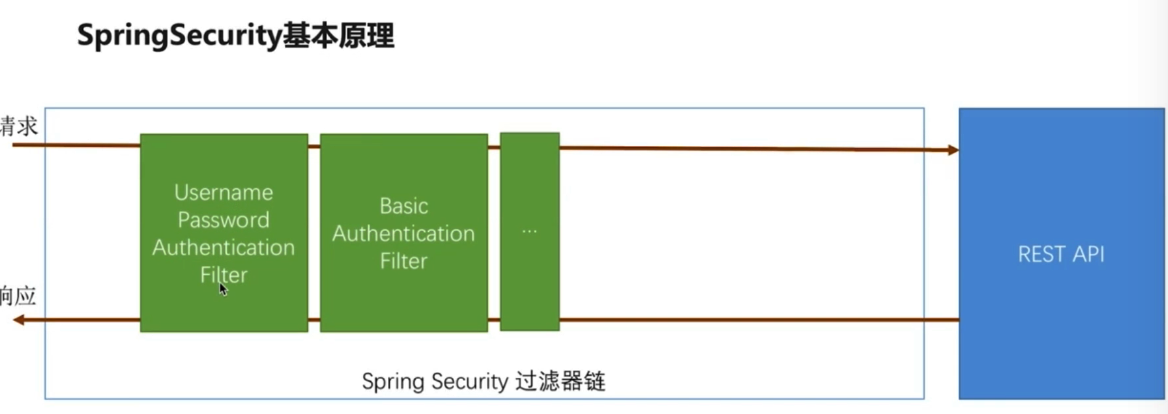 SpringSecurity基本原理
请求
Username
Password
Authentication
Filter
Basic
Authentication
Filter
...
REST API
响应
Spring Security 过滤器链